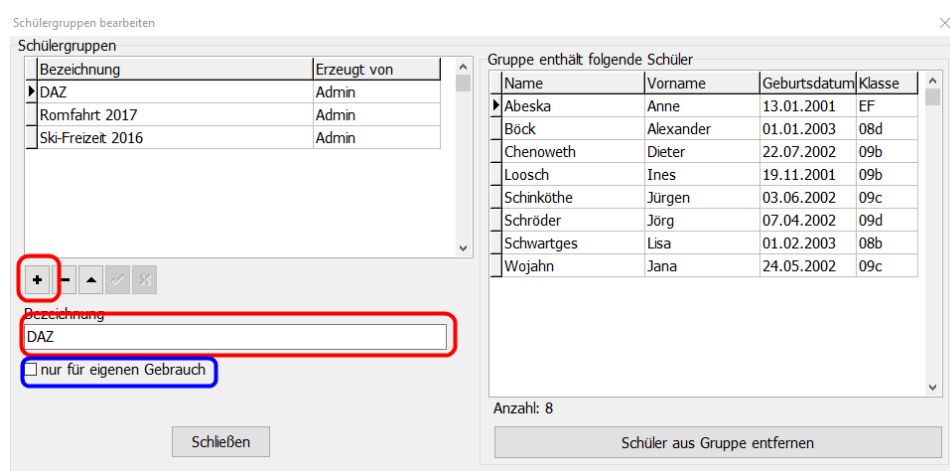 Schülergruppen bearbeiten
Schülergruppen
Bezeichnung Erzeugt von
DAZ Admin
Romfahrt 2017 Admin
Ski-Freizeit 2016 Admin
Bezeichnung
DAZ
nur für eigenen Gebrauch
Schließen
Gruppe enthält folgende Schüler
Name Vorname Geburtsdatum Klasse
Abeska Anne 13.01.2001 EF
Böck Alexander 01.01.2003 08d
Chenoweth Dieter 22.07.2002 09b
Loosch Ines 19.11.2001 09b
Schinköthe Jürgen 03.06.2002 09c
Schröder Jörg 07.04.2002 09d
Schwartges Lisa 01.02.2003 08b
Wojahn Jana 24.05.2002 09c
Anzahl: 8
Schüler aus Gruppe entfernen